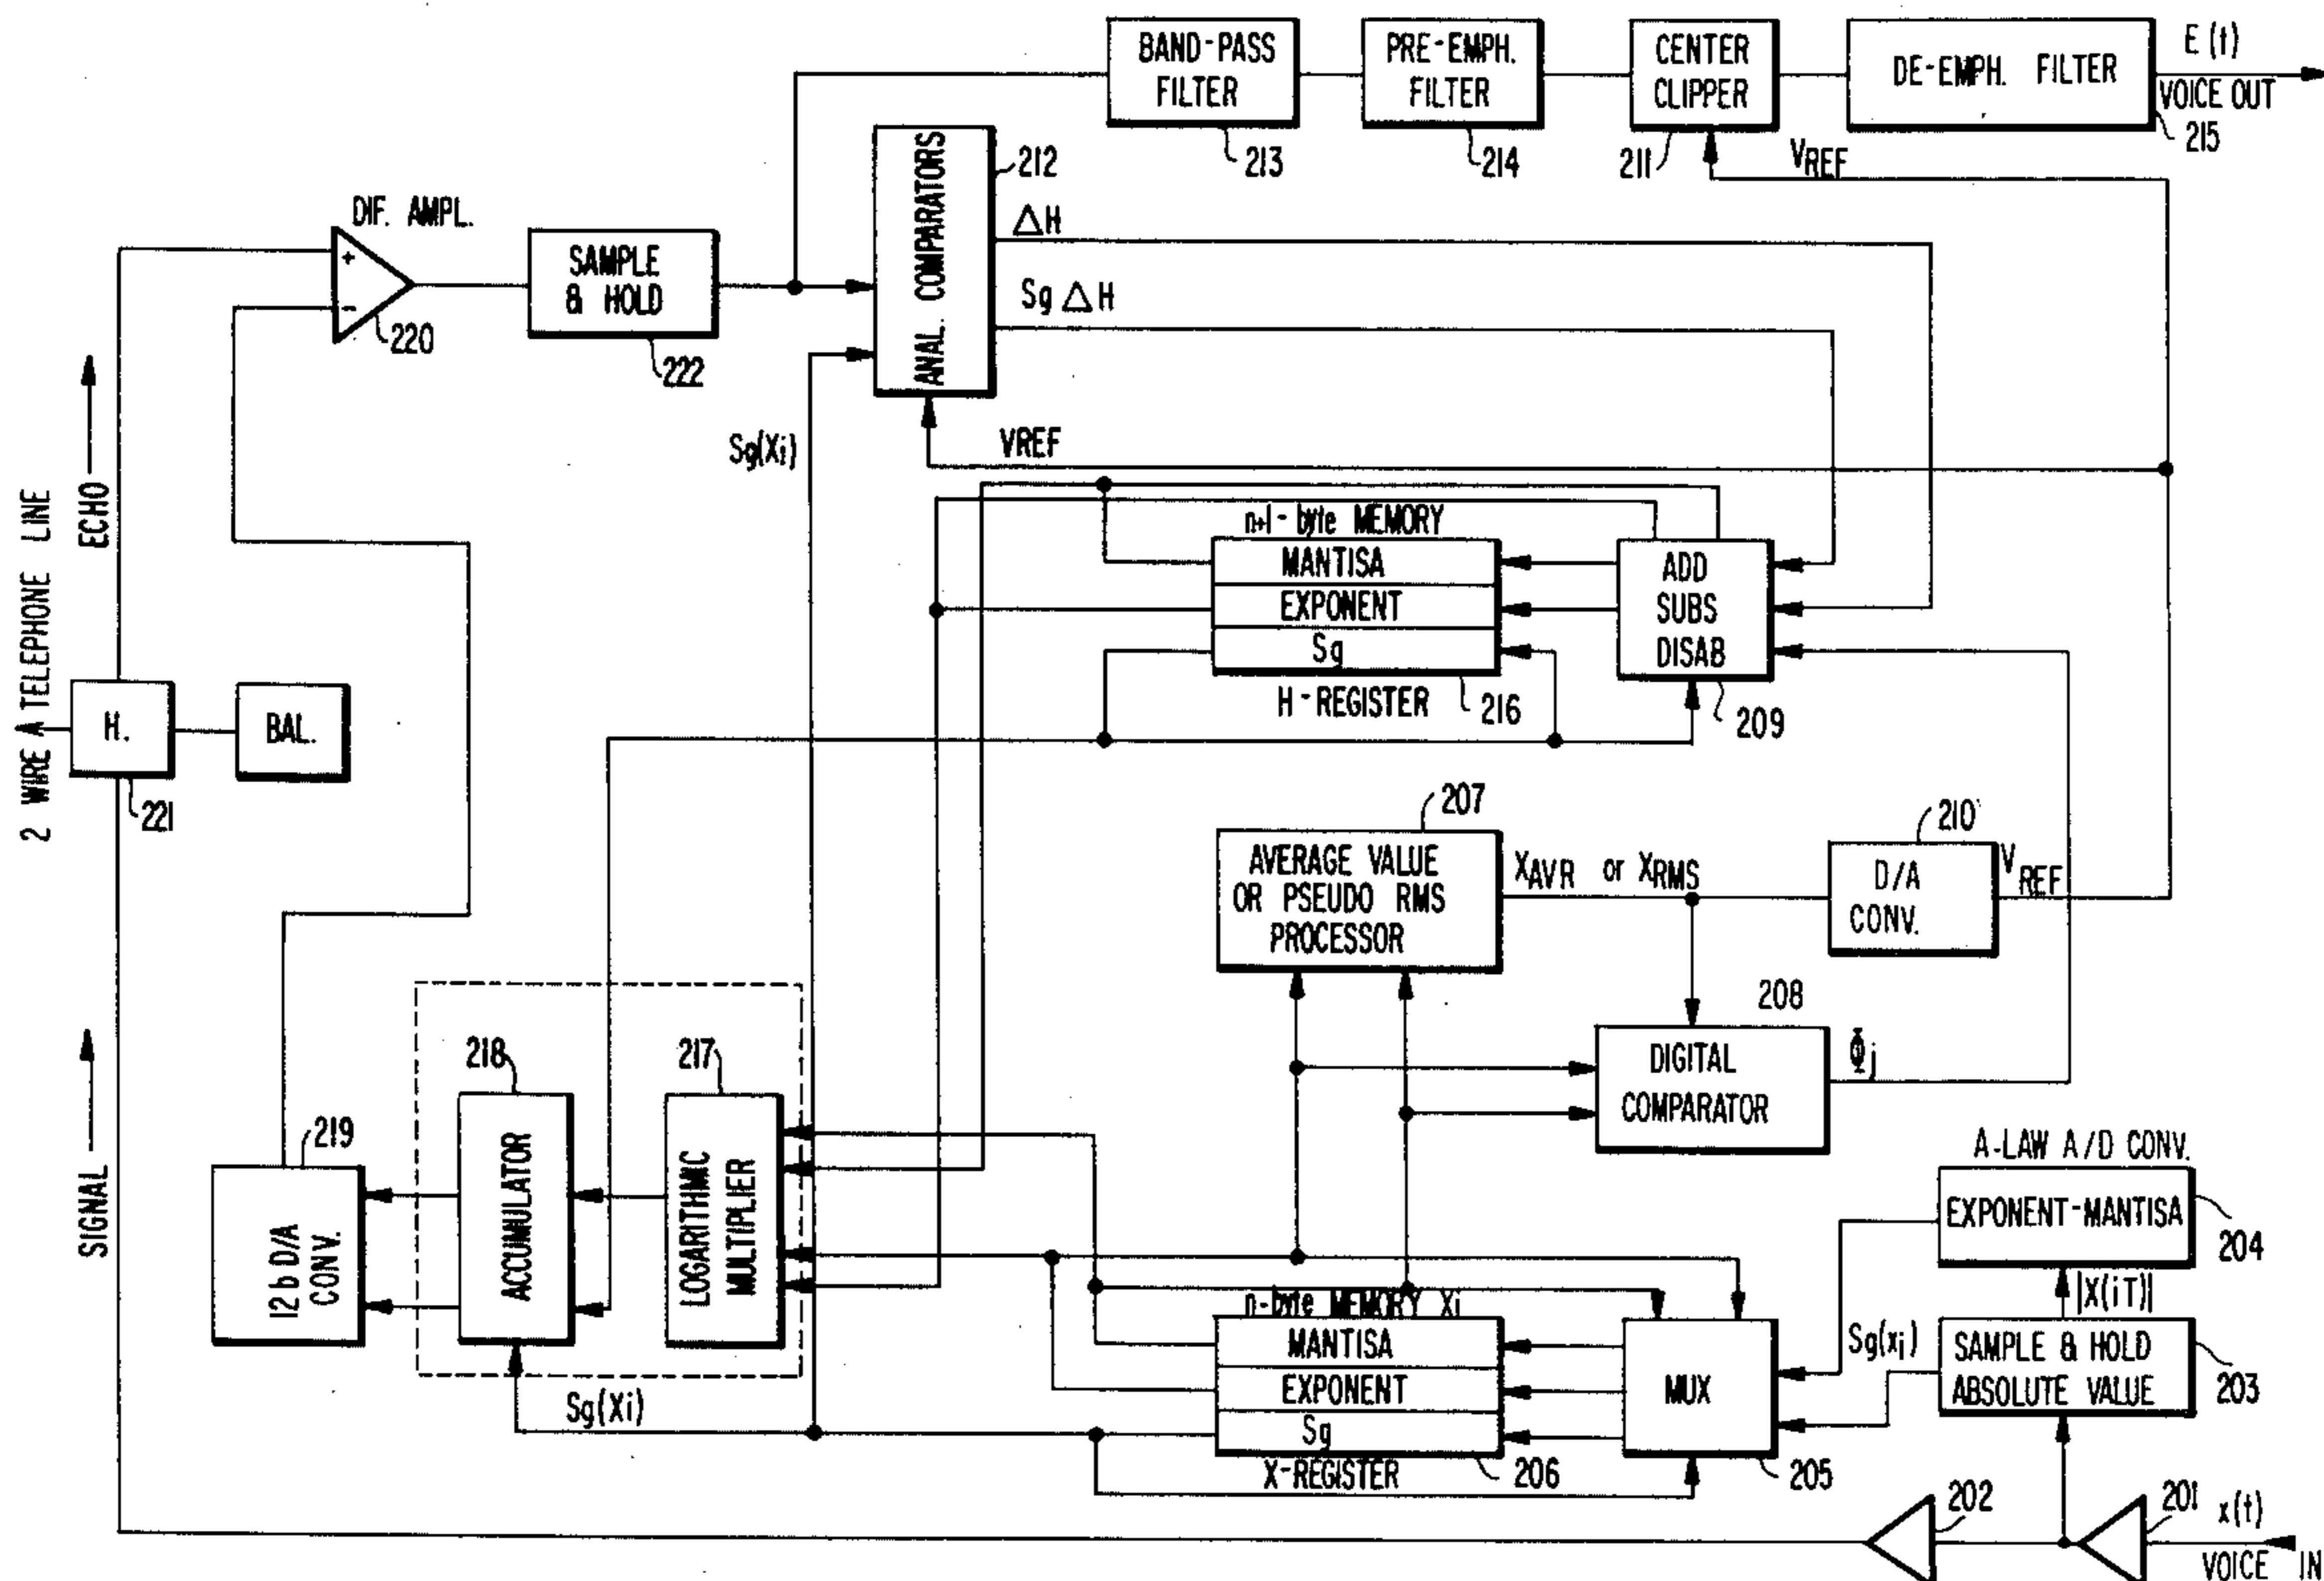 BAND-PASS
FILTER
213
PRE-EMPH.
FILTER
214
CENTER
CLIPPER
211
DE-EMPH. FILTER
215
E(t)
VOICE OUT
VREF
ANAL. COMPARATORS
212
ΔH
Sg ΔH
DIF. AMPL.
+
-
220
SAMPLE
& HOLD
222
Sg(Xi)
VREF
ECHO
2 WIRE A TELEPHONE LINE
H.
221
BAL.
SIGNAL
n+1-byte MEMORY
MANTISA
EXPONENT
Sg
H-REGISTER
216
ADD
SUBS
DISAB
209
207
AVERAGE VALUE
OR PSEUDO RMS
PROCESSOR
XAVR or XRMS
210
D/A
CONV.
VREF
208
DIGITAL
COMPARATOR
Φj
218
ACCUMULATOR
217
LOGARITHMC
MULTIPLIER
219
12 b D/A
CONV.
Sg(Xi)
n-byte MEMORY Xi
MANTISA
EXPONENT
Sg
X-REGISTER
206
MUX
205
A-LAW A/D CONV.
EXPONENT-MANTISA
204
|X(iT)|
Sg(xi)
SAMPLE & HOLD
ABSOLUTE VALUE
203
202
201
x(t)
VOICE IN